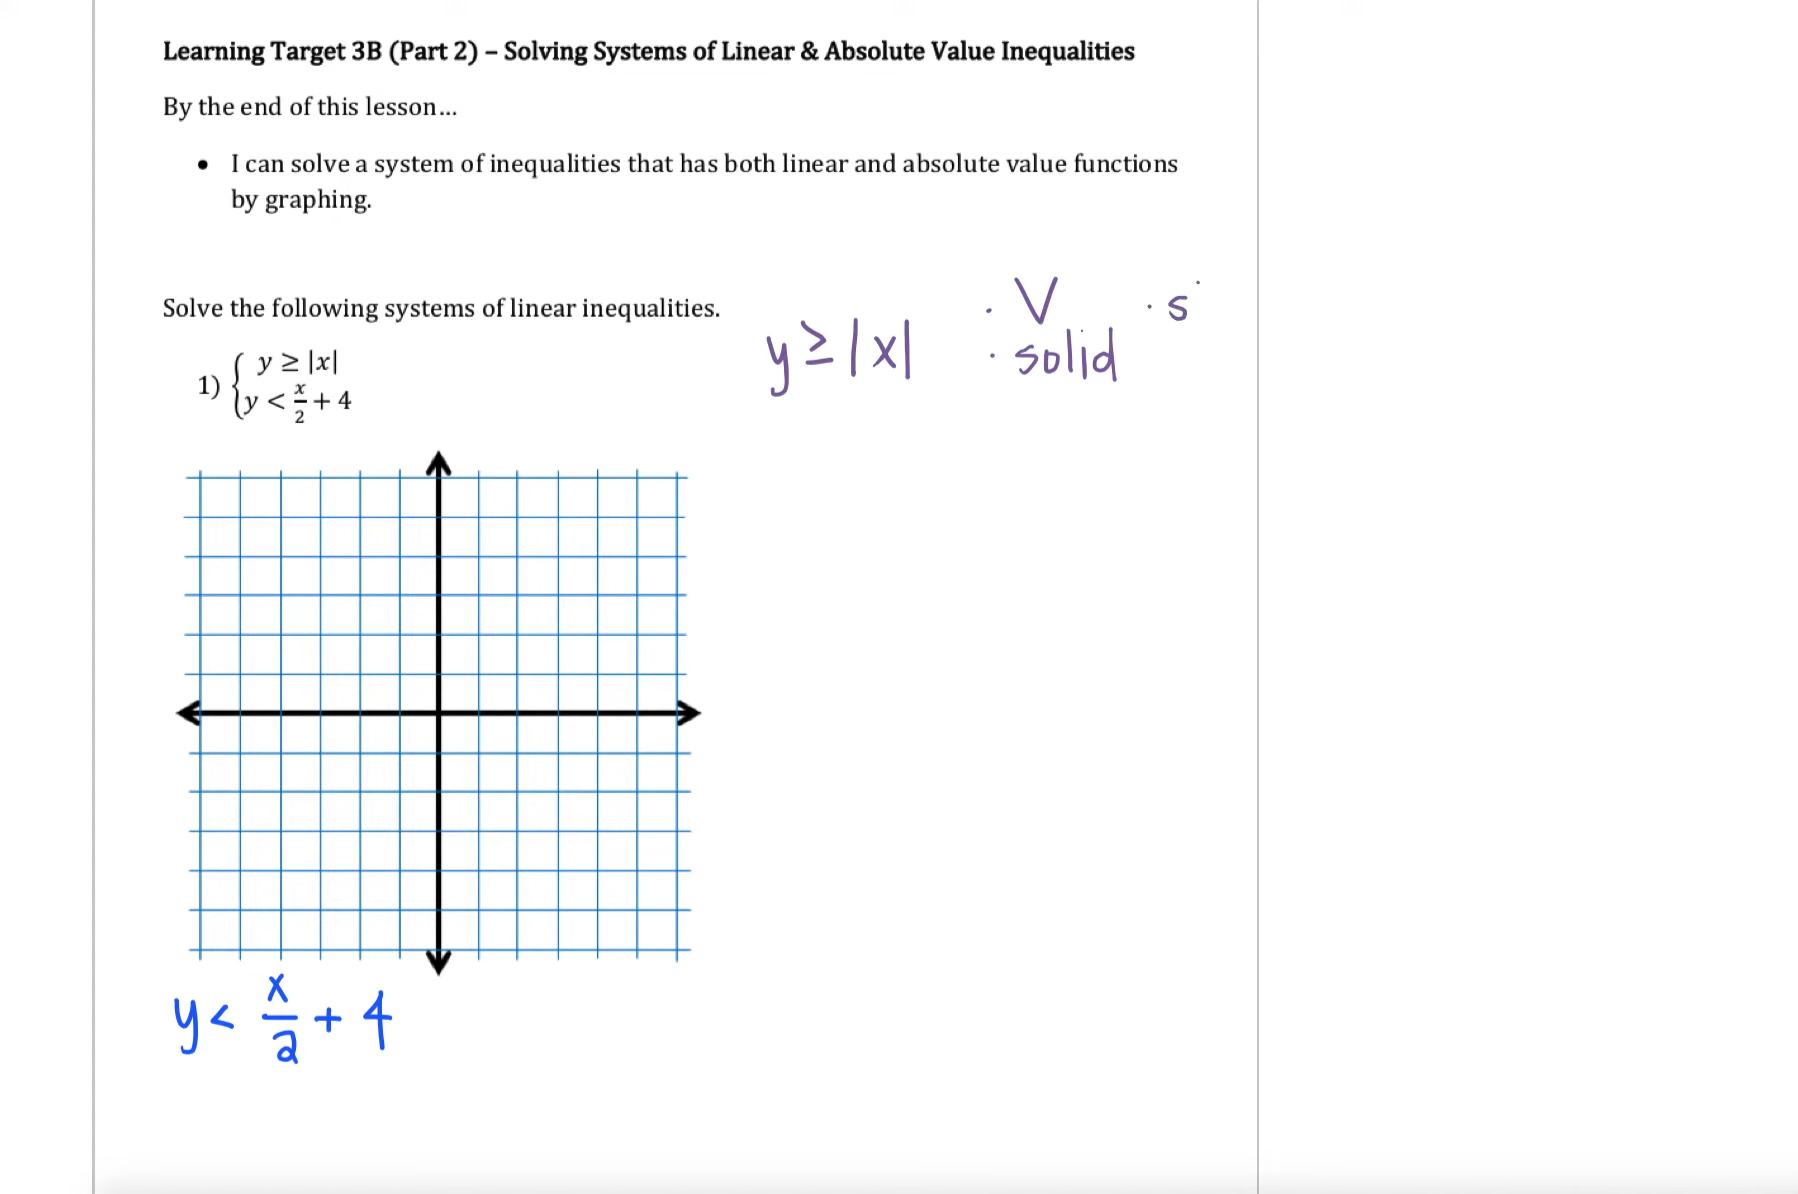 Learning Target 3B (Part 2) – Solving Systems of Linear & Absolute Value Inequalities
By the end of this lesson...
• I can solve a system of inequalities that has both linear and absolute value functions
by graphing.
Solve the following systems of linear inequalities.
1) { y ≥ |x|
y < x/2 + 4
y ≥ |x|
· V
· solid
· s
y < x/2 + 4